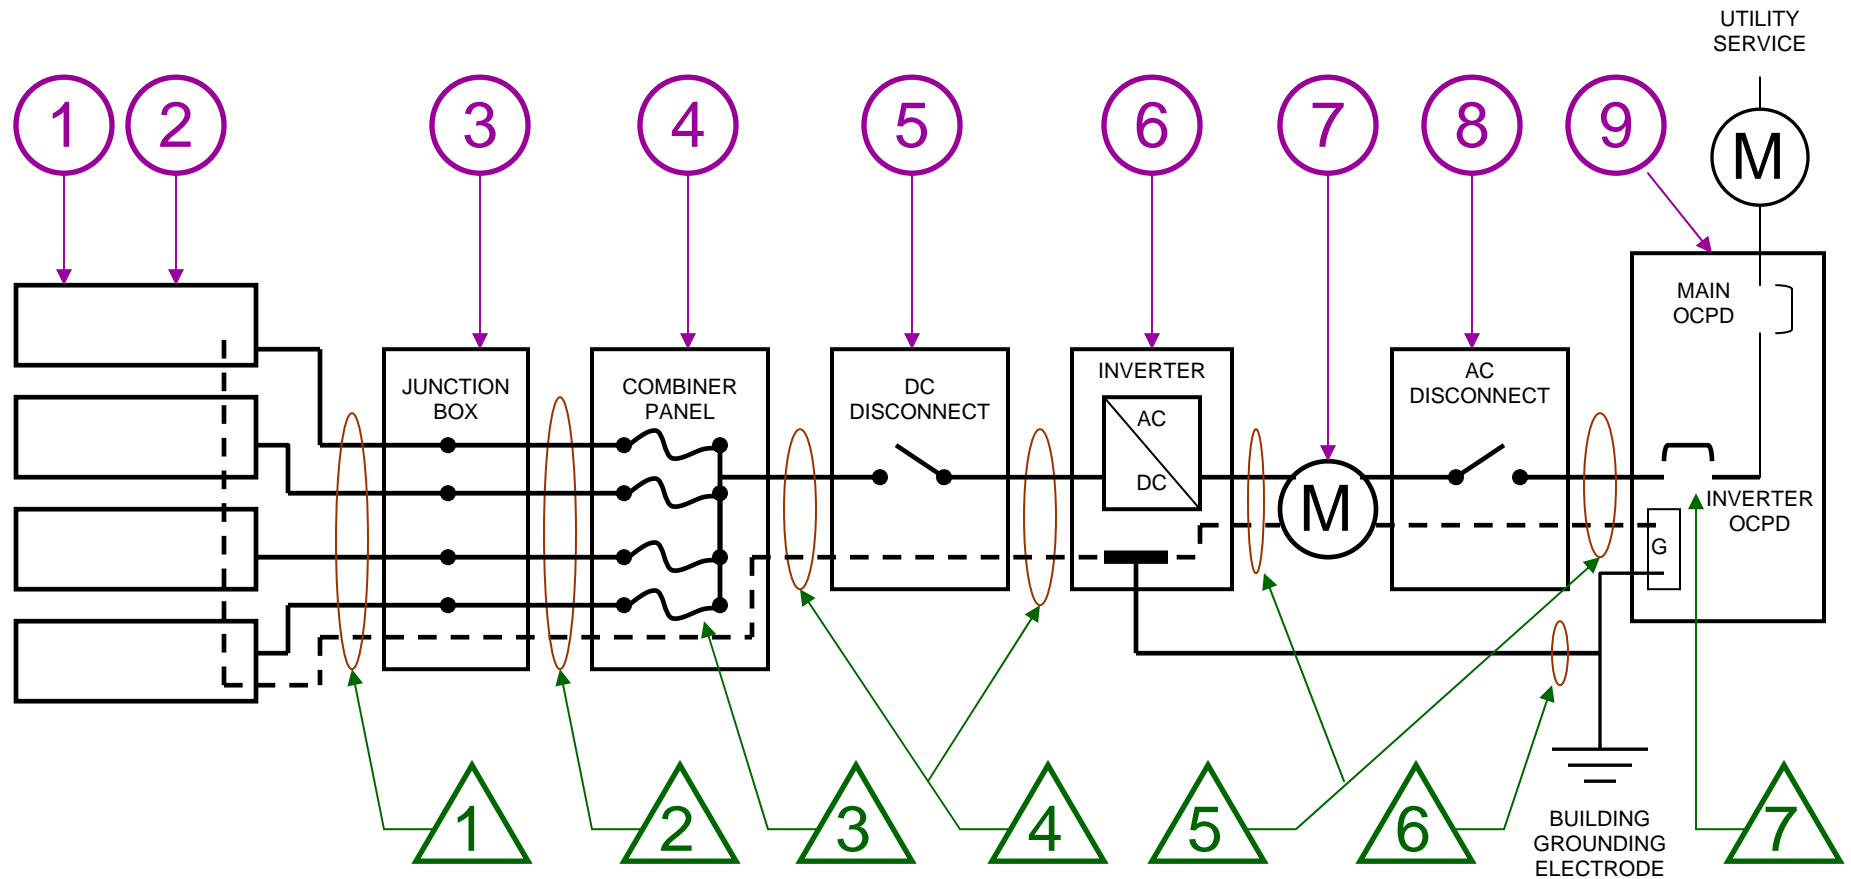 UTILITY
SERVICE
1
2
3
4
5
6
7
8
9
M
MAIN
OCPD
JUNCTION
BOX
COMBINER
PANEL
DC
DISCONNECT
INVERTER
AC
DC
M
AC
DISCONNECT
INVERTER
OCPD
G
1
2
3
4
5
6
7
BUILDING
GROUNDING
ELECTRODE